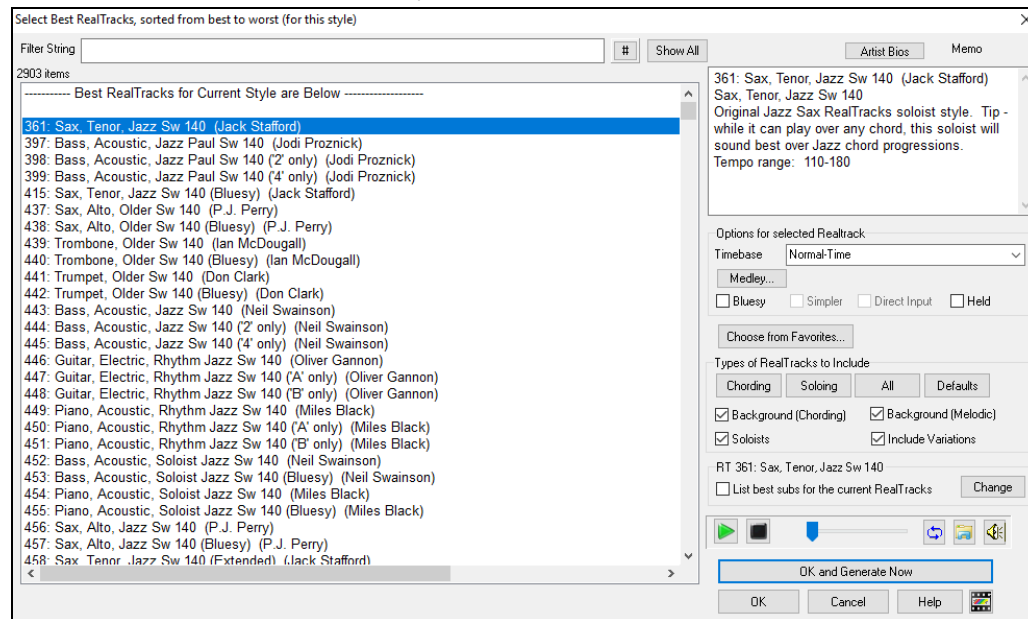 Select Best RealTracks, sorted from best to worst (for this style)
Filter String
#
Show All
Artist Bios
Memo
2903 items
----------- Best RealTracks for Current Style are Below -------------------
361: Sax, Tenor, Jazz Sw 140 (Jack Stafford)
397: Bass, Acoustic, Jazz Paul Sw 140 (Jodi Proznick)
398: Bass, Acoustic, Jazz Paul Sw 140 ('2' only) (Jodi Proznick)
399: Bass, Acoustic, Jazz Paul Sw 140 ('4' only) (Jodi Proznick)
415: Sax, Tenor, Jazz Sw 140 (Bluesy) (Jack Stafford)
437: Sax, Alto, Older Sw 140 (P.J. Perry)
438: Sax, Alto, Older Sw 140 (Bluesy) (P.J. Perry)
439: Trombone, Older Sw 140 (Ian McDougall)
440: Trombone, Older Sw 140 (Bluesy) (Ian McDougall)
441: Trumpet, Older Sw 140 (Don Clark)
442: Trumpet, Older Sw 140 (Bluesy) (Don Clark)
443: Bass, Acoustic, Jazz Sw 140 (Neil Swainson)
444: Bass, Acoustic, Jazz Sw 140 ('2' only) (Neil Swainson)
445: Bass, Acoustic, Jazz Sw 140 ('4' only) (Neil Swainson)
446: Guitar, Electric, Rhythm Jazz Sw 140 (Oliver Gannon)
447: Guitar, Electric, Rhythm Jazz Sw 140 ('A' only) (Oliver Gannon)
448: Guitar, Electric, Rhythm Jazz Sw 140 ('B' only) (Oliver Gannon)
449: Piano, Acoustic, Rhythm Jazz Sw 140 (Miles Black)
450: Piano, Acoustic, Rhythm Jazz Sw 140 ('A' only) (Miles Black)
451: Piano, Acoustic, Rhythm Jazz Sw 140 ('B' only) (Miles Black)
452: Bass, Acoustic, Soloist Jazz Sw 140 (Neil Swainson)
453: Bass, Acoustic, Soloist Jazz Sw 140 (Bluesy) (Neil Swainson)
454: Piano, Acoustic, Soloist Jazz Sw 140 (Miles Black)
455: Piano, Acoustic, Soloist Jazz Sw 140 (Bluesy) (Miles Black)
456: Sax, Alto, Jazz Sw 140 (P.J. Perry)
457: Sax, Alto, Jazz Sw 140 (Bluesy) (P.J. Perry)
458: Sax, Tenor, Jazz Sw 140 (Extended) (Jack Stafford)
361: Sax, Tenor, Jazz Sw 140 (Jack Stafford)
Sax, Tenor, Jazz Sw 140
Original Jazz Sax RealTracks soloist style. Tip -
while it can play over any chord, this soloist will
sound best over Jazz chord progressions.
Tempo range: 110-180
Options for selected Realtrack
Timebase
Normal-Time
Medley...
Bluesy
Simpler
Direct Input
Held
Choose from Favorites...
Types of RealTracks to Include
Chording
Soloing
All
Defaults
Background (Chording)
Background (Melodic)
Soloists
Include Variations
RT 361: Sax, Tenor, Jazz Sw 140
List best subs for the current RealTracks
Change
OK and Generate Now
OK
Cancel
Help